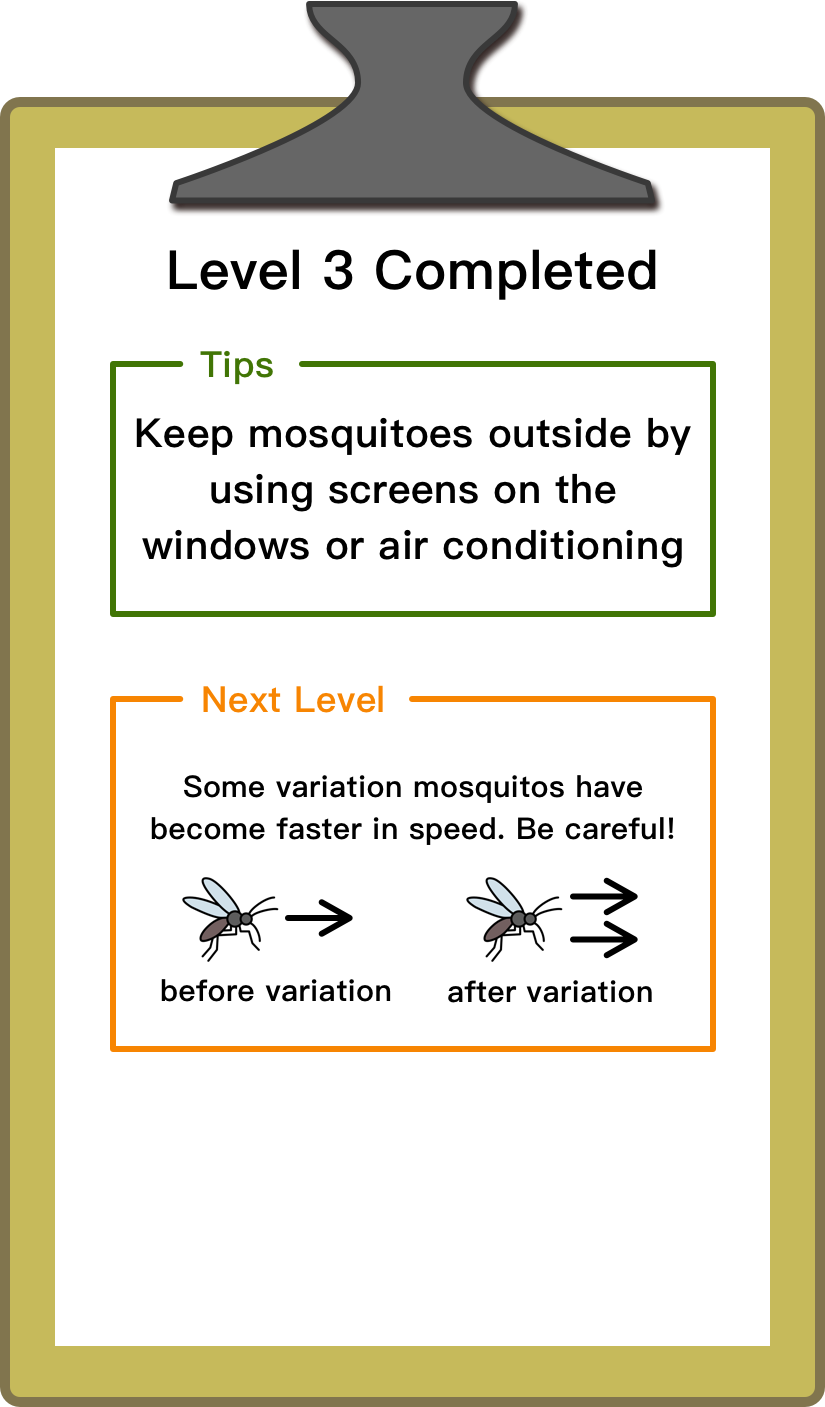 Level 3 Completed
Tips
Keep mosquitoes outside by
using screens on the
windows or air conditioning
Next Level
Some variation mosquitos have
become faster in speed. Be careful!
before variation
after variation